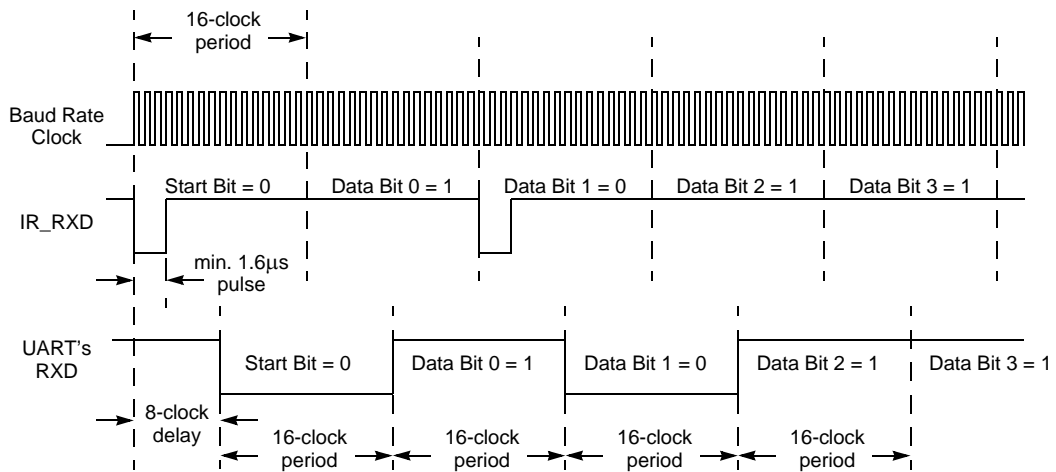 16-clock
period
Baud Rate
Clock
Start Bit = 0
Data Bit 0 = 1
Data Bit 1 = 0
Data Bit 2 = 1
Data Bit 3 = 1
IR_RXD
min. 1.6μs
pulse
UART's
RXD
Start Bit = 0
Data Bit 0 = 1
Data Bit 1 = 0
Data Bit 2 = 1
Data Bit 3 = 1
8-clock
delay
16-clock
period
16-clock
period
16-clock
period
16-clock
period